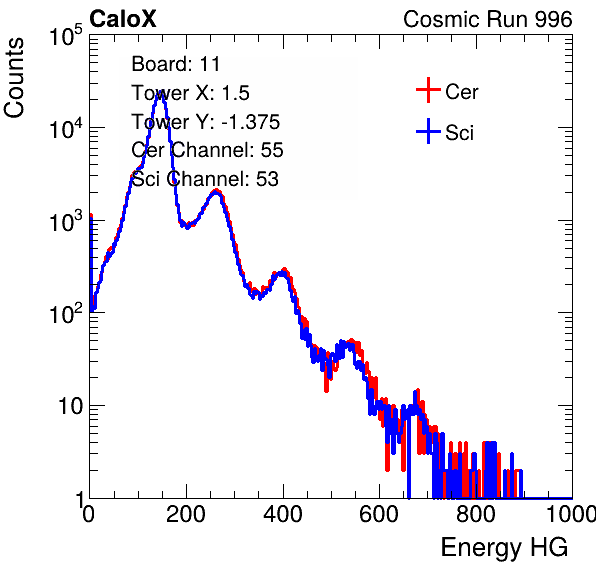 CaloX Cosmic Run 996
Counts
10^5
10^4
10^3
10^2
10
1
Board: 11
Tower X: 1.5
Tower Y: -1.375
Cer Channel: 55
Sci Channel: 53
Cer
Sci
0 200 400 600 800 1000
Energy HG